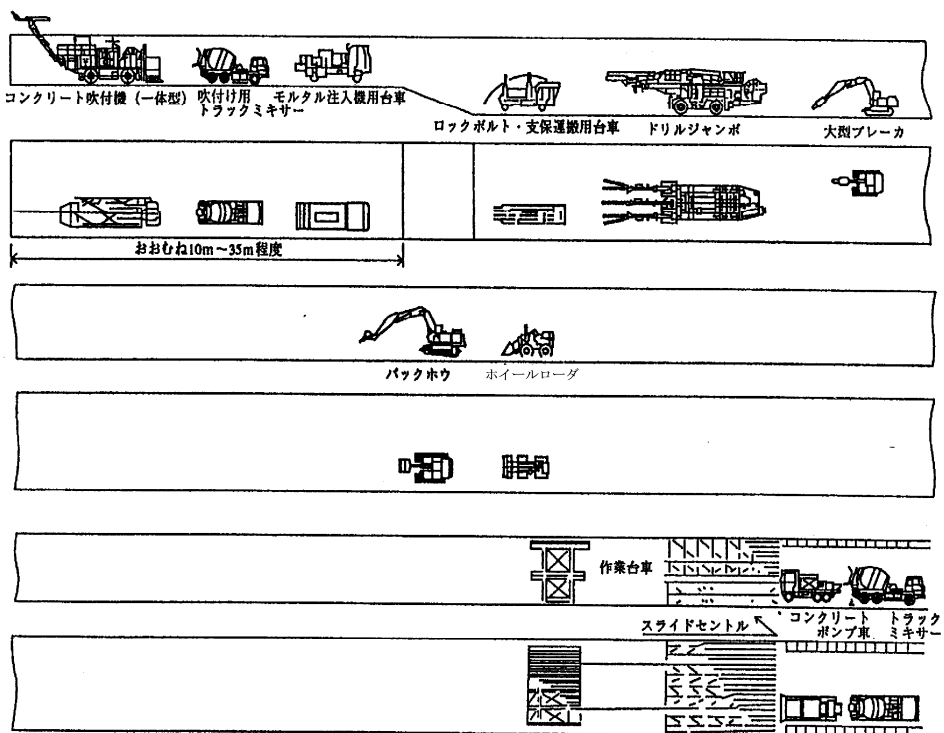 コンクリート吹付機(一体型)
吹付け用
トラックミキサー
モルタル注入機用台車
ロックボルト・支保運搬用台車
ドリルジャンボ
大型ブレーカ
おおむね10m~35m程度
バックホウ
ホイールローダ
作業台車
スライドセントル
コンクリート
ポンプ車
トラック
ミキサー